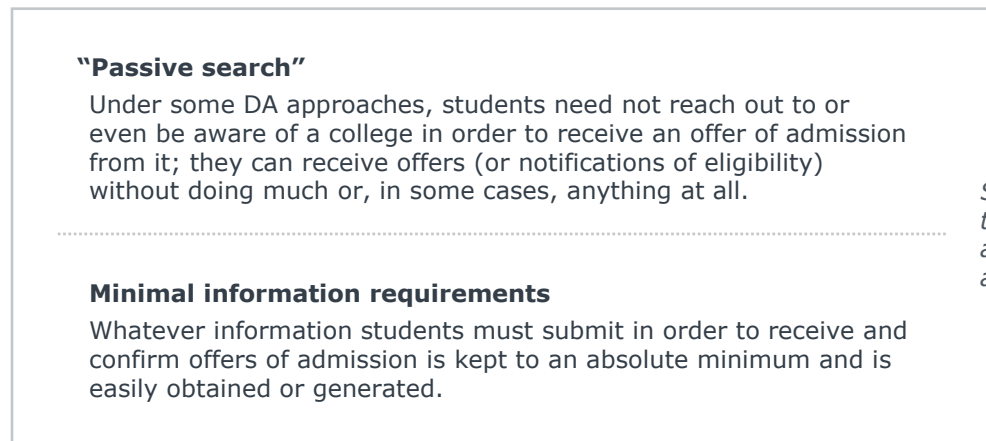 “Passive search”
Under some DA approaches, students need not reach out to or
even be aware of a college in order to receive an offer of admission
from it; they can receive offers (or notifications of eligibility)
without doing much or, in some cases, anything at all.
Minimal information requirements
Whatever information students must submit in order to receive and
confirm offers of admission is kept to an absolute minimum and is
easily obtained or generated.